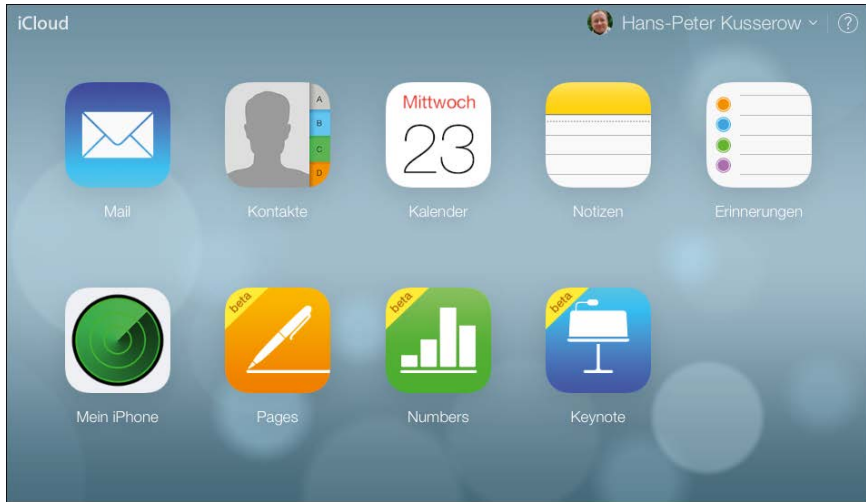 iCloud
Hans-Peter Kusserow
?
A
B
C
D
Mittwoch
23
Mail
Kontakte
Kalender
Notizen
Erinnerungen
beta
beta
beta
Mein iPhone
Pages
Numbers
Keynote